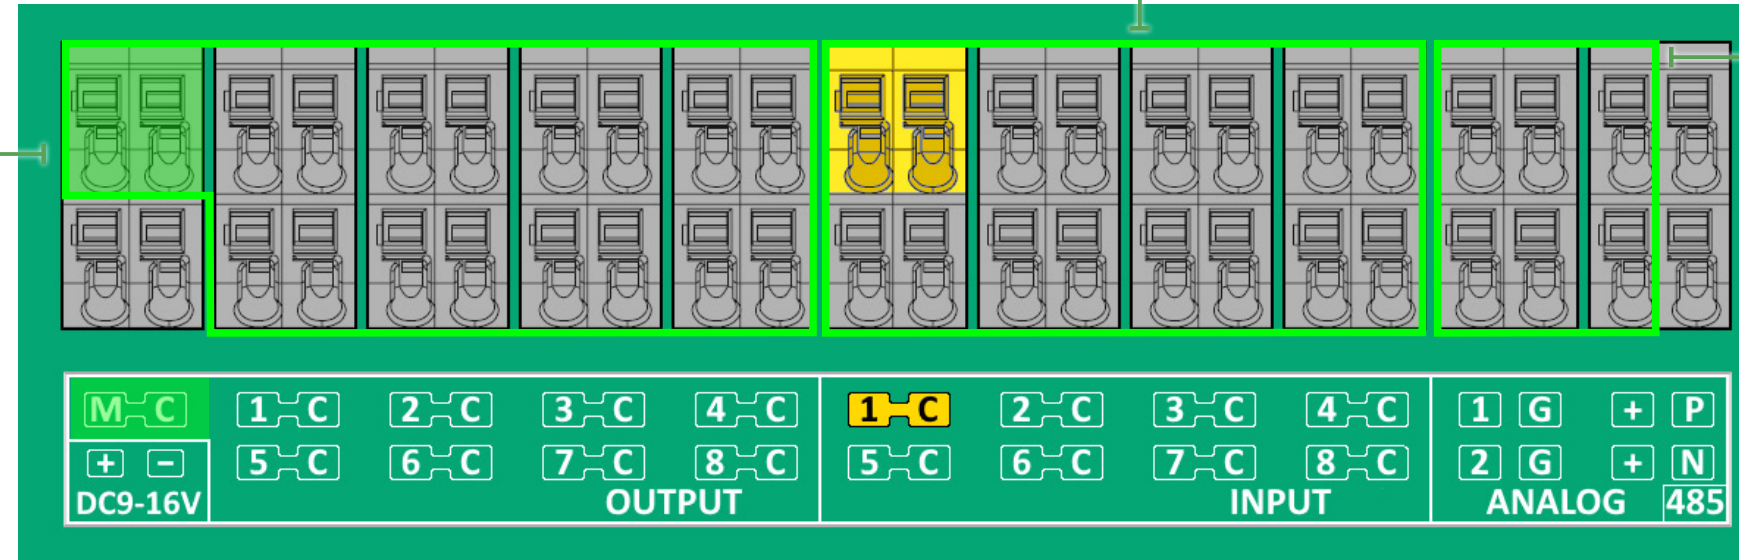 M C 1 C 2 C 3 C 4 C 1 C 2 C 3 C 4 C 1 G + P
+ − 5 C 6 C 7 C 8 C 5 C 6 C 7 C 8 C 2 G + N
DC9-16V OUTPUT INPUT ANALOG 485